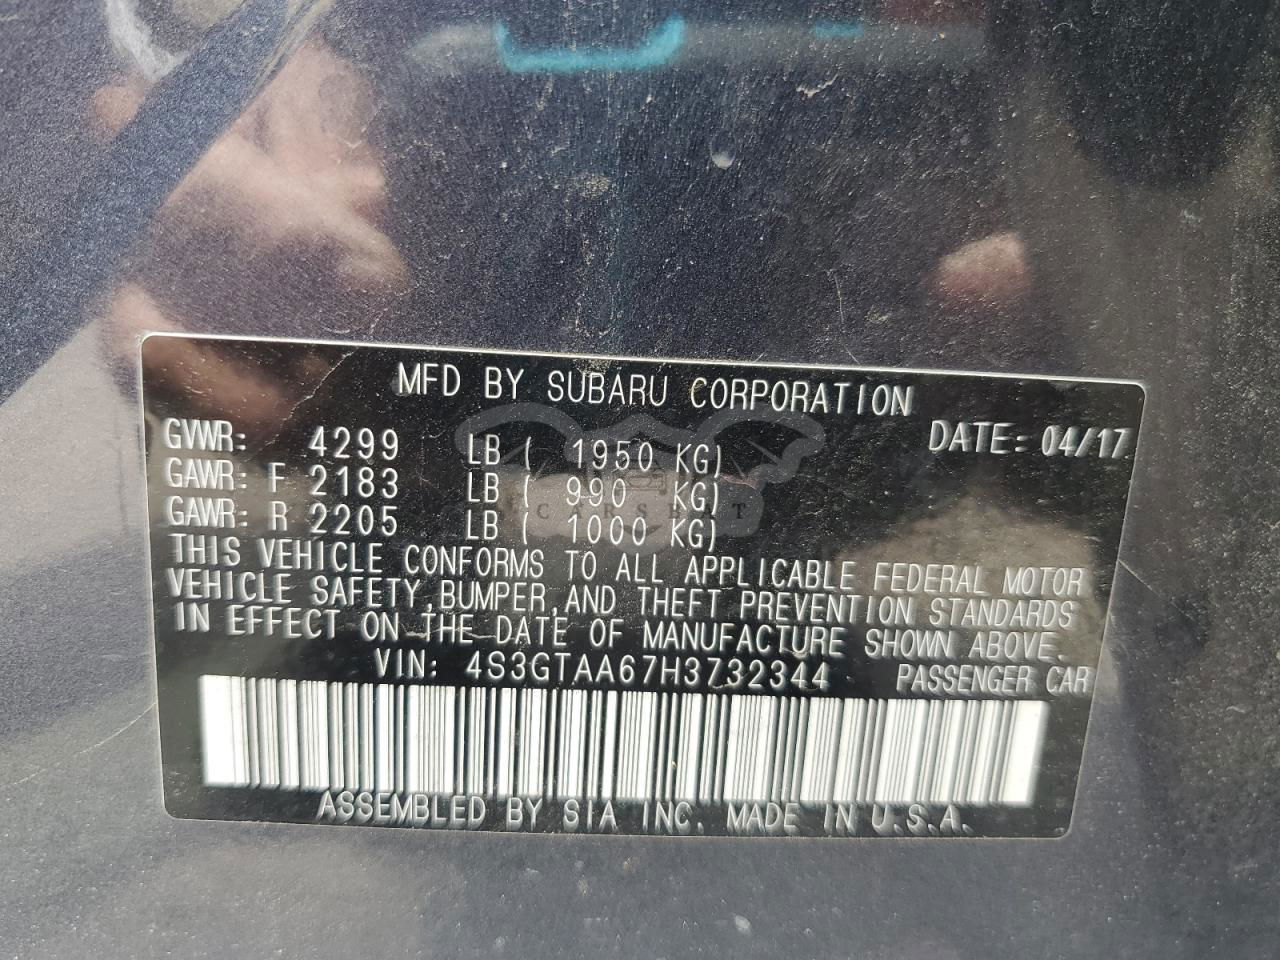 MFD BY SUBARU CORPORATION
GVWR: 4299 LB ( 1950 KG) DATE: 04/17
GAWR: F 2183 LB ( 990 KG)
GAWR: R 2205 LB ( 1000 KG)
THIS VEHICLE CONFORMS TO ALL APPLICABLE FEDERAL MOTOR
VEHICLE SAFETY,BUMPER,AND THEFT PREVENTION STANDARDS
IN EFFECT ON THE DATE OF MANUFACTURE SHOWN ABOVE.
VIN: 4S3GTAA67H3732344 PASSENGER CAR
ASSEMBLED BY SIA INC. MADE IN U.S.A.